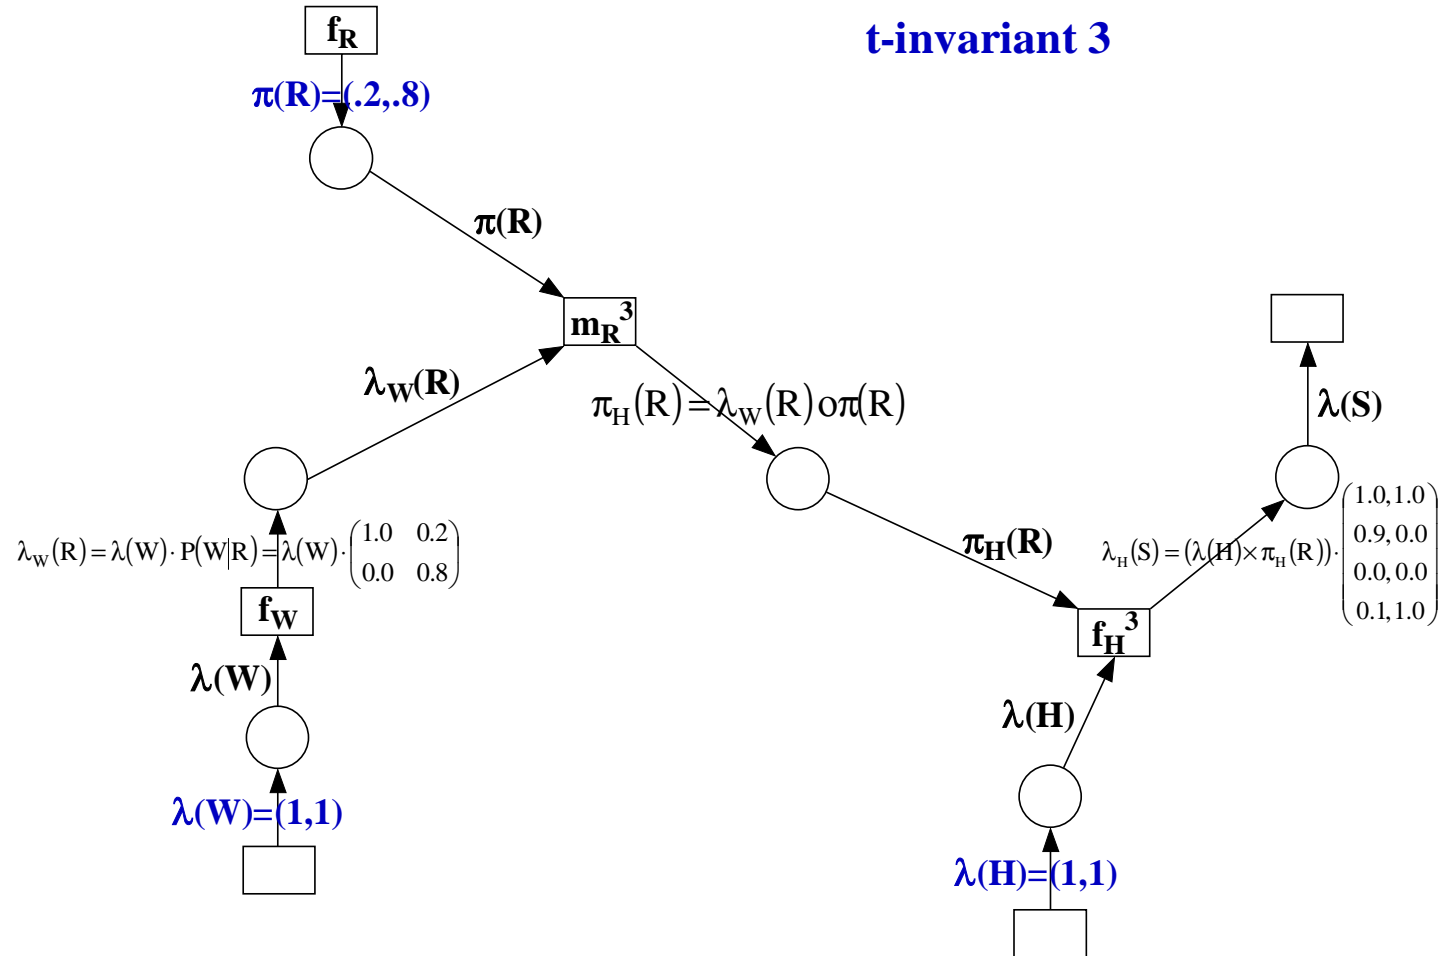 f_R
t-invariant 3
π(R)=(.2,.8)
π(R)
m_R^3
λ_W(R)
π_H(R)=λ_W(R)oπ(R)
λ(S)
λ_W(R)=λ(W)·P(W|R)=λ(W)·(1.0 0.2
0.0 0.8)
π_H(R)
λ_H(S)=(λ(H)×π_H(R))·(1.0,1.0
0.9,0.0
0.0,0.0
0.1,1.0)
f_W
f_H^3
λ(W)
λ(H)
λ(W)=(1,1)
λ(H)=(1,1)